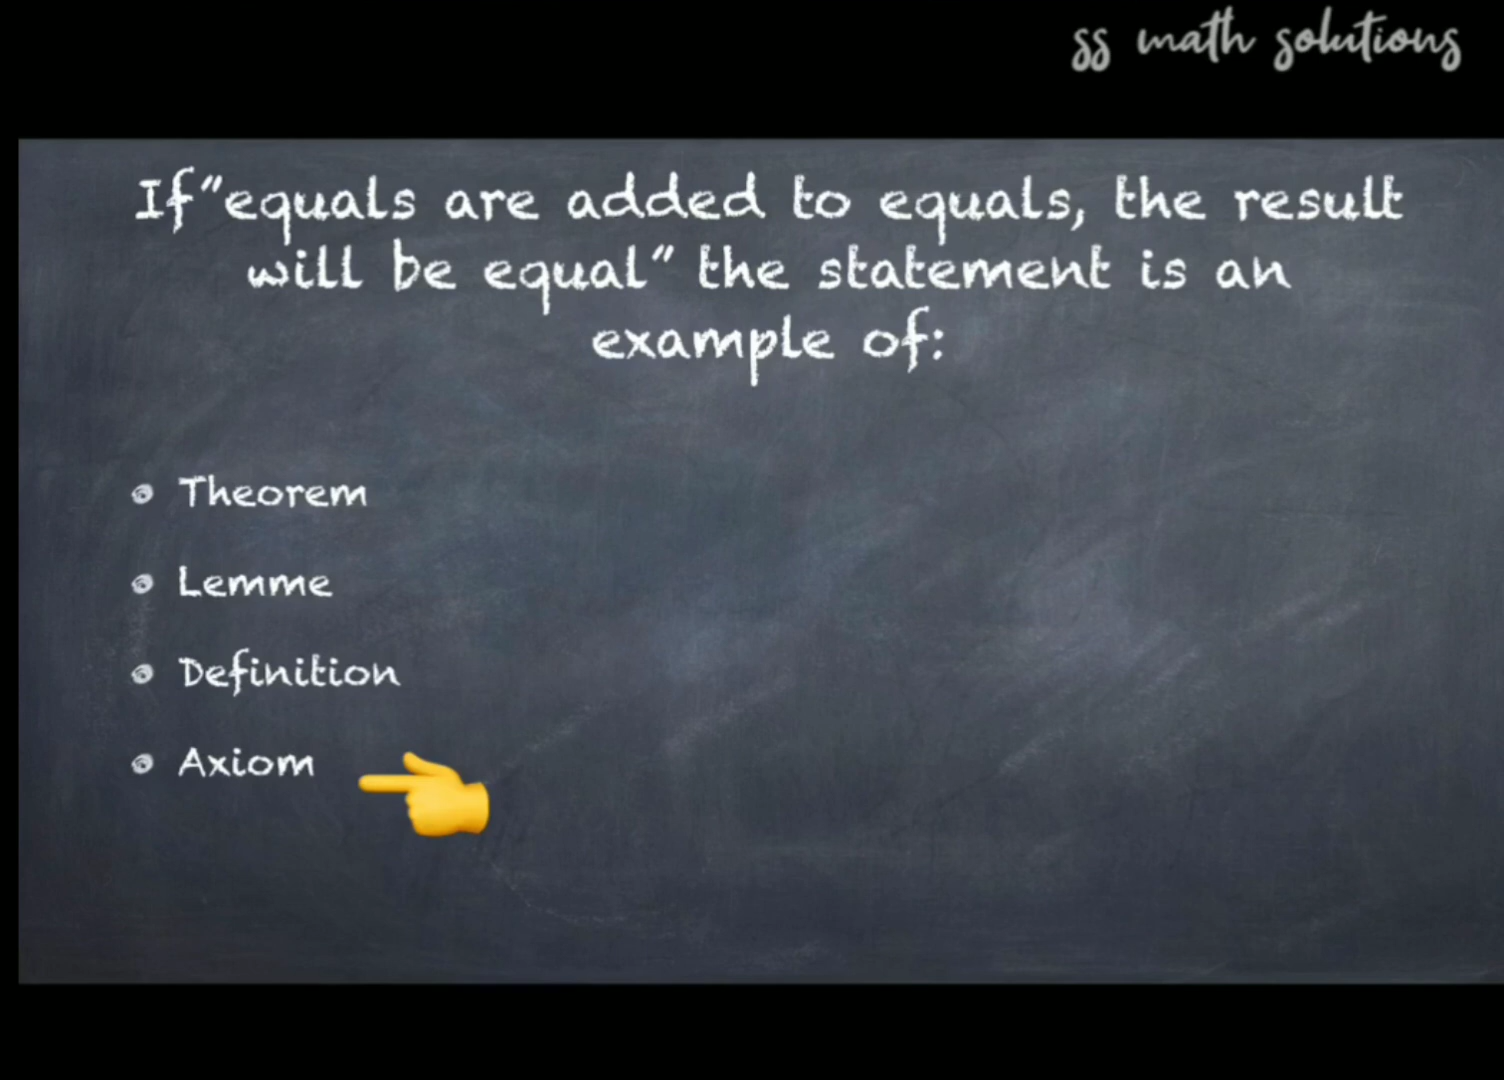 ss math solutions
If"equals are added to equals, the result
will be equal" the statement is an
example of:
Theorem
Lemme
Definition
Axiom